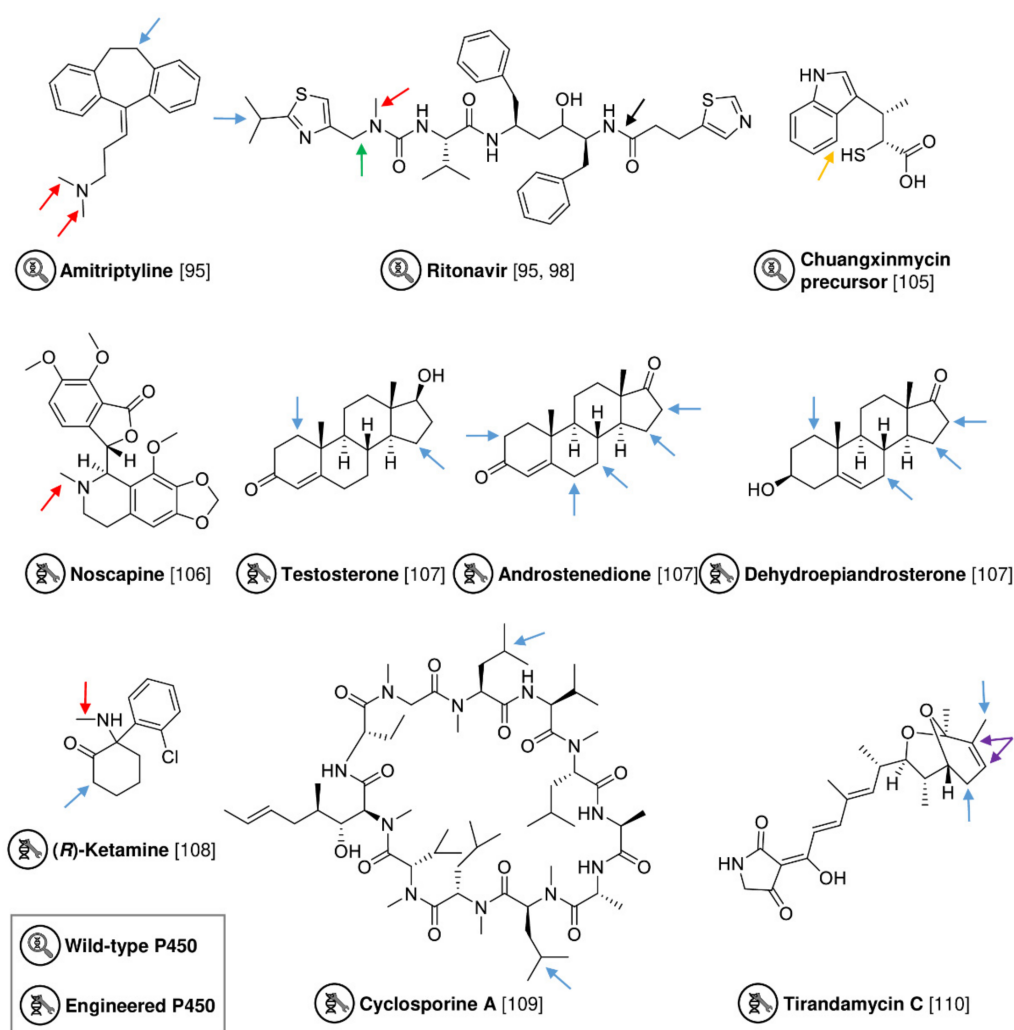 Amitriptyline [95]
Ritonavir [95, 98]
Chuangxinmycin
precursor [105]
Noscapine [106]
Testosterone [107]
Androstenedione [107]
Dehydroepiandrosterone [107]
(R)-Ketamine [108]
Cyclosporine A [109]
Tirandamycin C [110]
Wild-type P450
Engineered P450